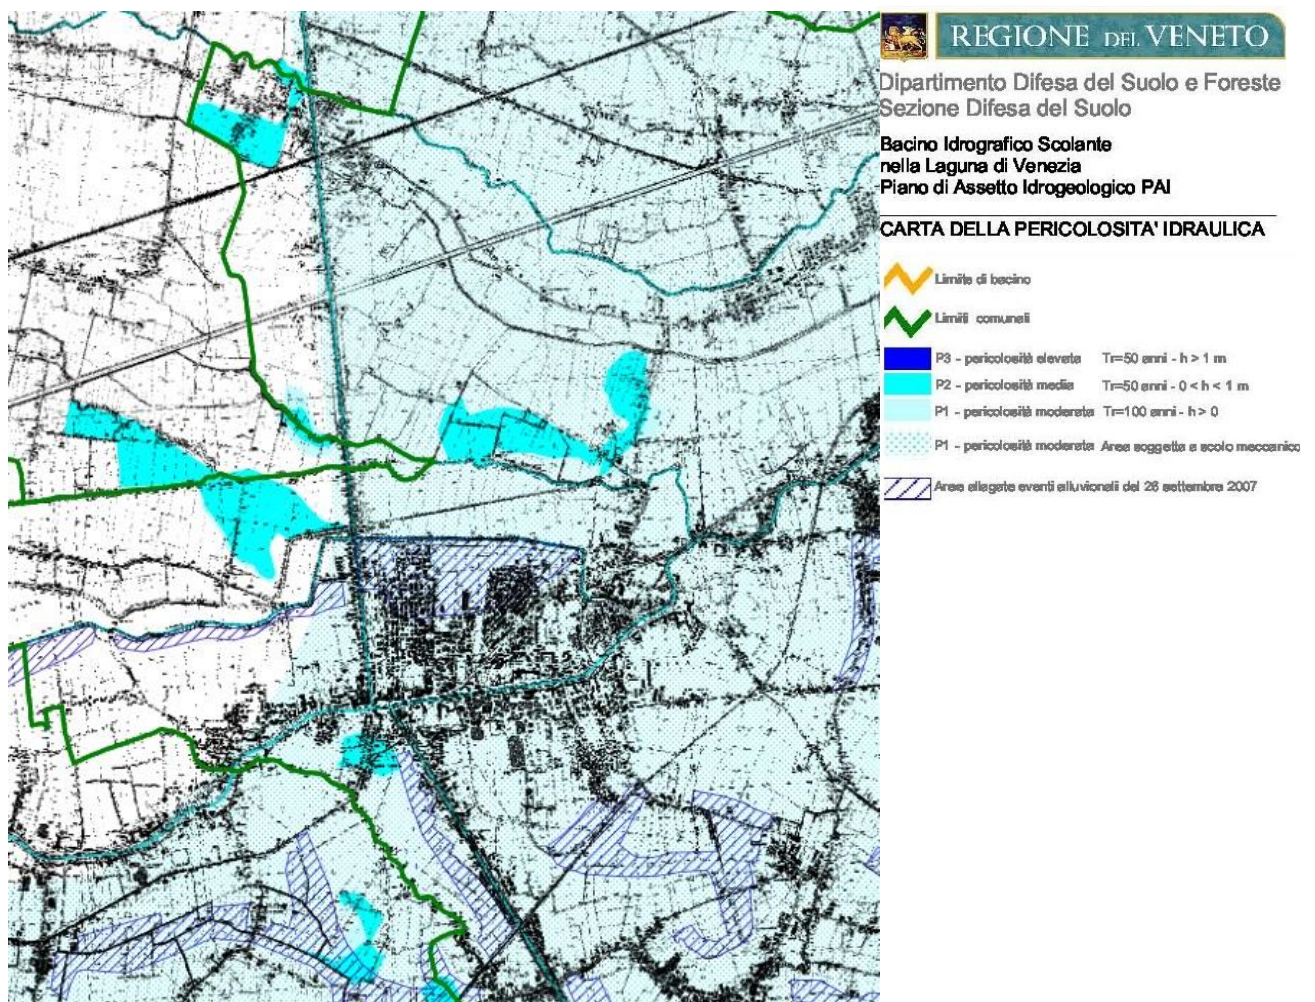 REGIONE DEL VENETO
Dipartimento Difesa del Suolo e Foreste
Sezione Difesa del Suolo
Bacino Idrografico Scolante
nella Laguna di Venezia
Piano di Assetto Idrogeologico PAI
CARTA DELLA PERICOLOSITA' IDRAULICA
Limite di bacino
Limiti comunali
P3 - pericolosità elevata Tr=50 anni - h > 1 m
P2 - pericolosità media Tr=50 anni - 0 < h < 1 m
P1 - pericolosità moderata Tr=100 anni - h > 0
P1 - pericolosità moderata Area soggetta a scolo meccanico
Aree allagate eventi alluvionali del 26 settembre 2007